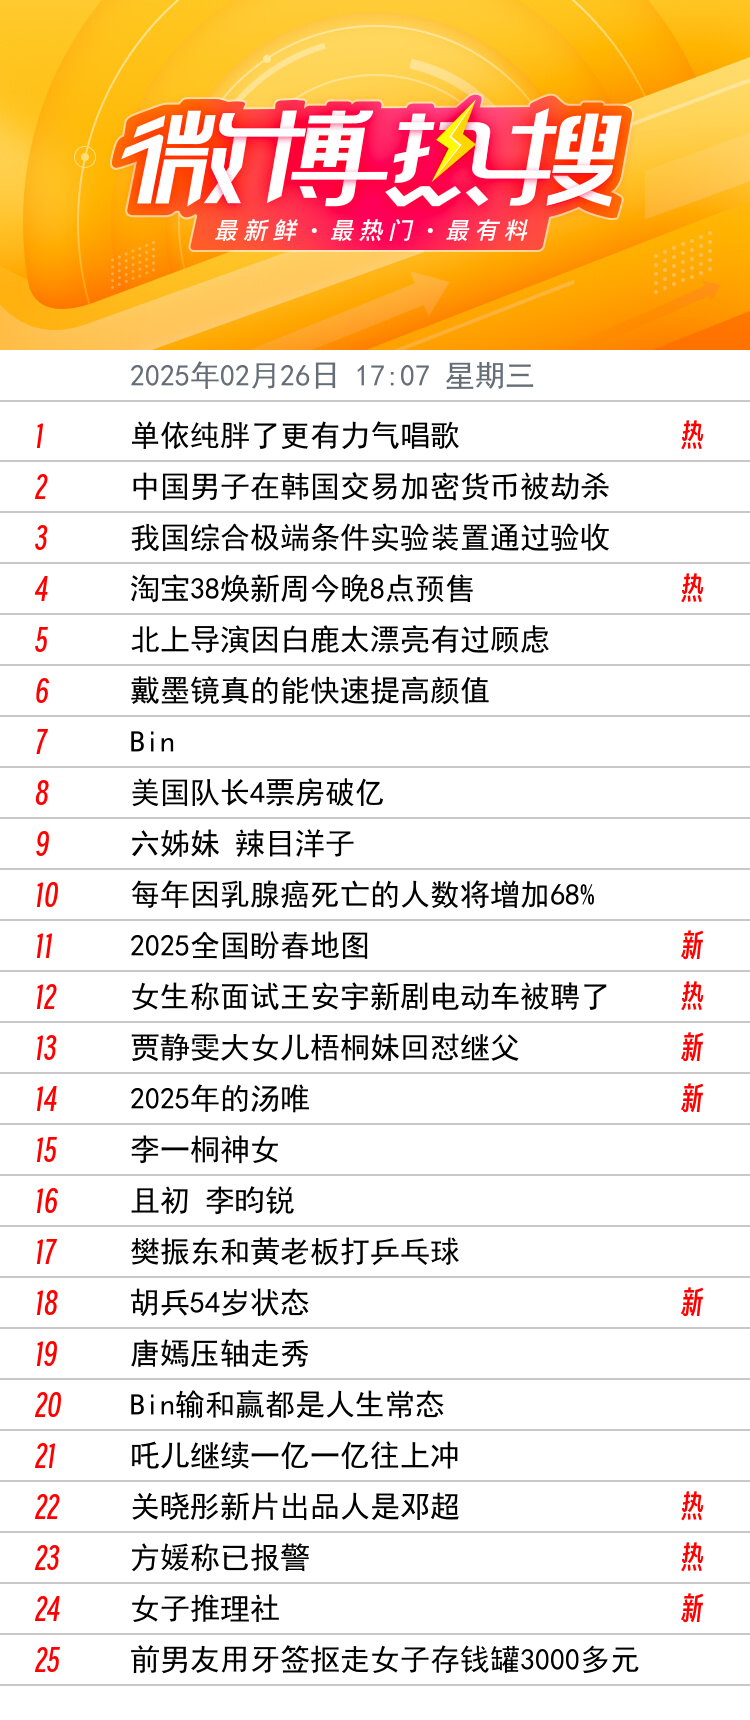 微博热搜
最新鲜·最热门·最有料
2025年02月26日 17:07 星期三
1 单依纯胖了更有力气唱歌 热
2 中国男子在韩国交易加密货币被劫杀
3 我国综合极端条件实验装置通过验收
4 淘宝38焕新周今晚8点预售 热
5 北上导演因白鹿太漂亮有过顾虑
6 戴墨镜真的能快速提高颜值
7 Bin
8 美国队长4票房破亿
9 六姊妹 辣目洋子
10 每年因乳腺癌死亡的人数将增加68%
11 2025全国盼春地图 新
12 女生称面试王安宇新剧电动车被聘了 热
13 贾静雯大女儿梧桐妹回怼继父 新
14 2025年的汤唯 新
15 李一桐神女
16 且初 李昀锐
17 樊振东和黄老板打乒乓球
18 胡兵54岁状态 新
19 唐嫣压轴走秀
20 Bin输和赢都是人生常态
21 吒儿继续一亿一亿往上冲
22 关晓彤新片出品人是邓超 热
23 方媛称已报警 热
24 女子推理社 新
25 前男友用牙签抠走女子存钱罐3000多元